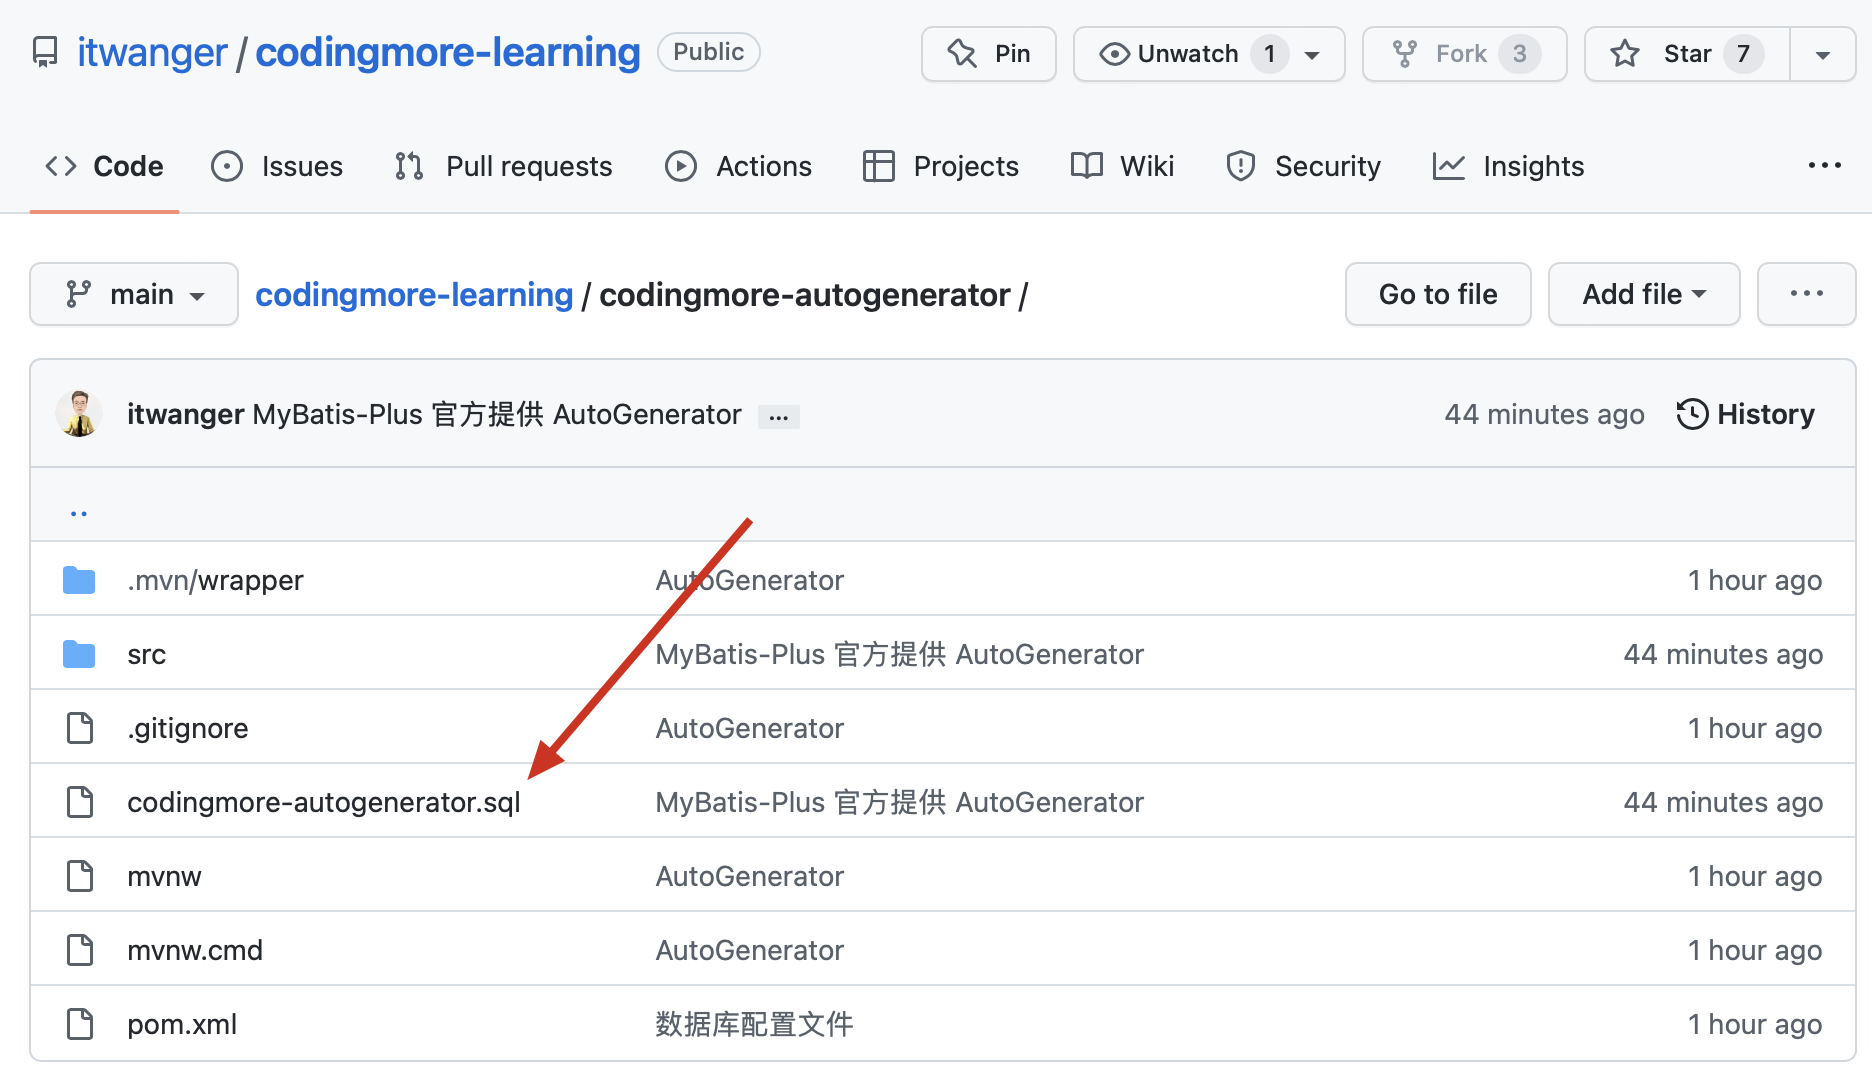 itwanger / codingmore-learning Public Pin Unwatch 1 Fork 3 Star 7
Code Issues Pull requests Actions Projects Wiki Security Insights ...
main codingmore-learning / codingmore-autogenerator / Go to file Add file ...
itwanger MyBatis-Plus 官方提供 AutoGenerator ... 44 minutes ago History
..
.mvn/wrapper AutoGenerator 1 hour ago
src MyBatis-Plus 官方提供 AutoGenerator 44 minutes ago
.gitignore AutoGenerator 1 hour ago
codingmore-autogenerator.sql MyBatis-Plus 官方提供 AutoGenerator 44 minutes ago
mvnw AutoGenerator 1 hour ago
mvnw.cmd AutoGenerator 1 hour ago
pom.xml 数据库配置文件 1 hour ago